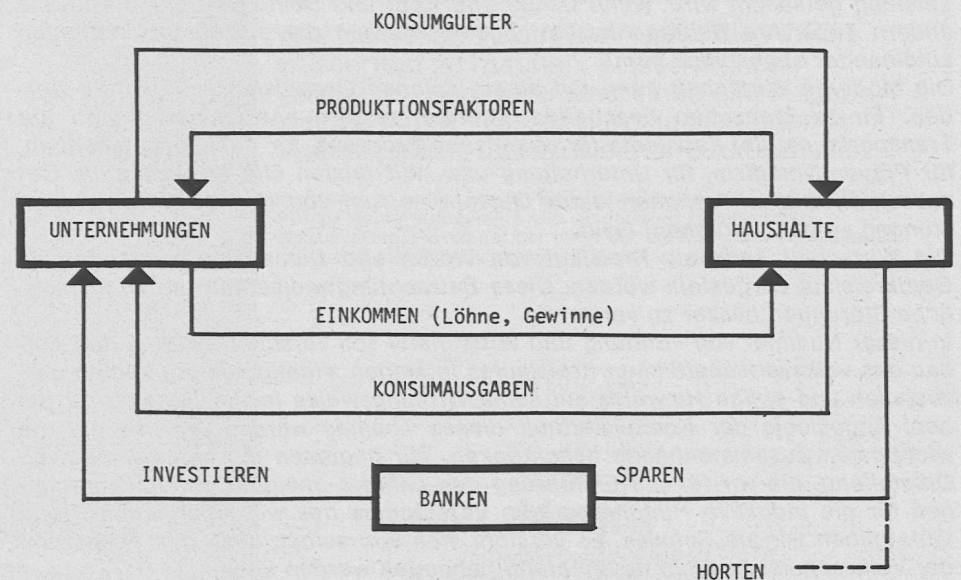 KONSUMGUETER
PRODUKTIONSFAKTOREN
UNTERNEHMUNGEN
HAUSHALTE
EINKOMMEN (Löhne, Gewinne)
KONSUMAUSGABEN
INVESTIEREN
SPAREN
BANKEN
HORTEN